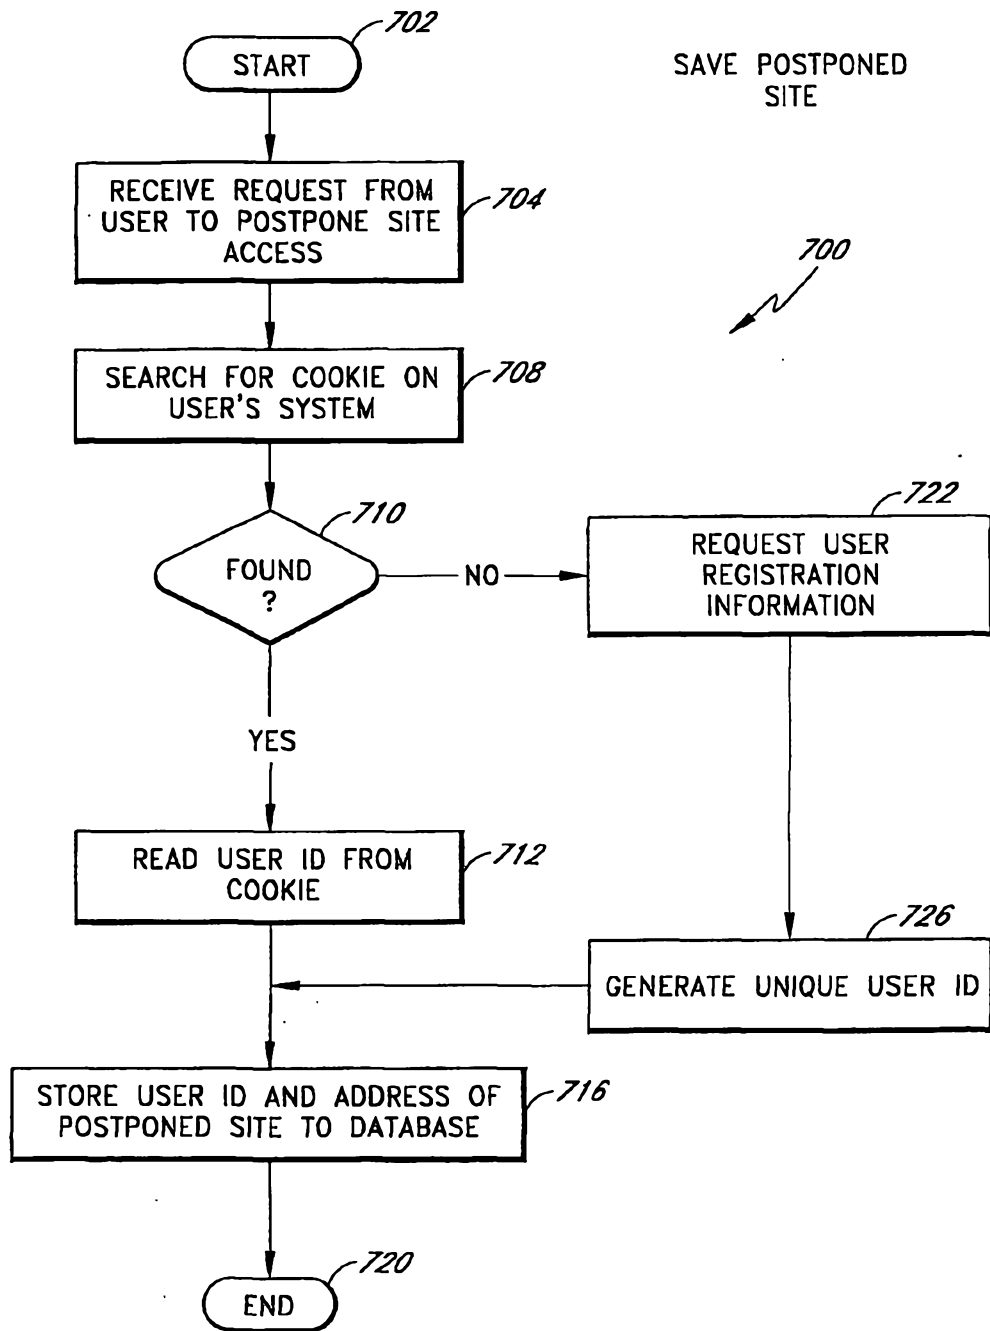 702
START
SAVE POSTPONED
SITE
RECEIVE REQUEST FROM
USER TO POSTPONE SITE
ACCESS
704
700
SEARCH FOR COOKIE ON
USER'S SYSTEM
708
710
FOUND
?
NO
722
REQUEST USER
REGISTRATION
INFORMATION
YES
READ USER ID FROM
COOKIE
712
726
GENERATE UNIQUE USER ID
STORE USER ID AND ADDRESS OF
POSTPONED SITE TO DATABASE
716
720
END